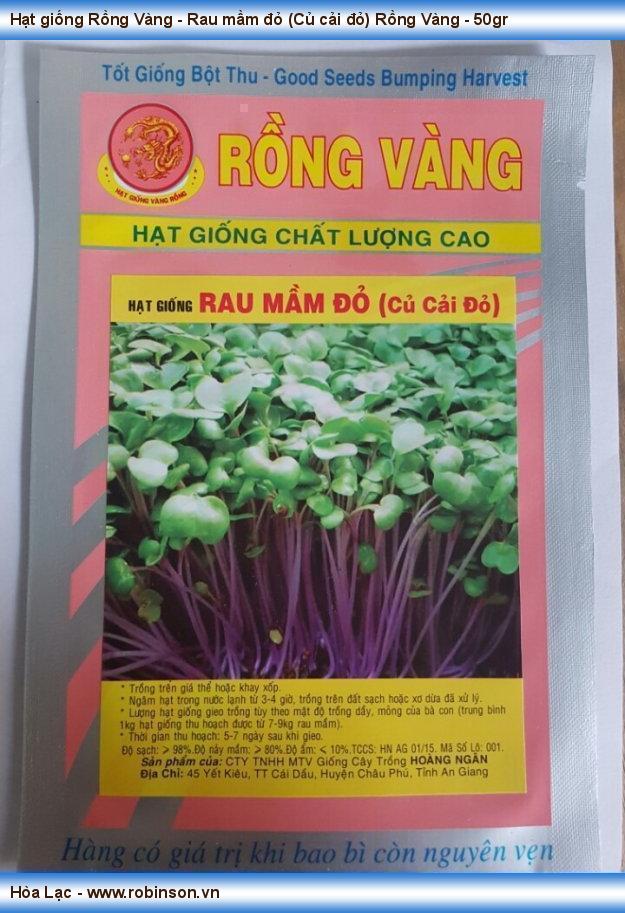 Hạt giống Rồng Vàng - Rau mầm đỏ (Củ cải đỏ) Rồng Vàng - 50gr
Tốt Giống Bột Thu - Good Seeds Bumping Harvest
RỒNG VÀNG
HẠT GIỐNG VÀNG RỒNG
HẠT GIỐNG CHẤT LƯỢNG CAO
HẠT GIỐNG RAU MẦM ĐỎ (Củ Cải Đỏ)
* Trồng trên giá thể hoặc khay xốp.
* Ngâm hạt trong nước lạnh từ 3-4 giờ, trồng trên đất sạch hoặc xơ dừa đã xử lý.
* Lượng hạt giống gieo trồng tùy theo mật độ trồng dầy, mỏng của bà con (trung bình
1kg hạt giống thu hoạch được từ 7-9kg rau mầm).
* Thời gian thu hoạch: 5-7 ngày sau khi gieo.
Độ sạch: ≥ 98%.Độ nảy mầm: ≥ 80%.Độ ẩm: < 10%.TCCS: HN AG 01/15. Mã Số Lô: 001.
Sản phẩm của: CTY TNHH MTV Giống Cây Trồng HOÀNG NGÂN
Địa Chỉ: 45 Yết Kiêu, TT Cái Dầu, Huyện Châu Phú, Tỉnh An Giang
Hàng có giá trị khi bao bì còn nguyên vẹn
Hòa Lạc - www.robinson.vn